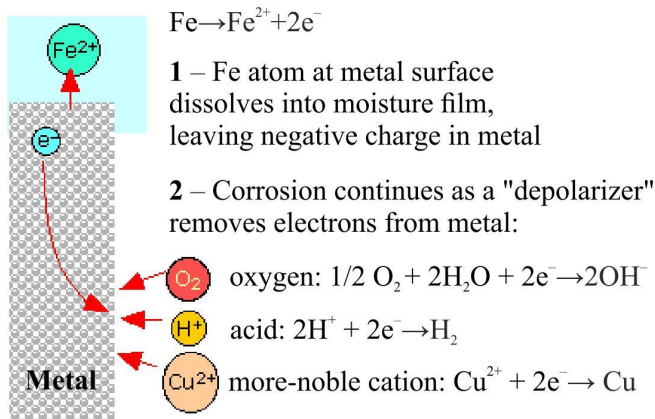 Fe→Fe²⁺+2e⁻
Fe²⁺
1 – Fe atom at metal surface
dissolves into moisture film,
leaving negative charge in metal
e⁻
2 – Corrosion continues as a "depolarizer"
removes electrons from metal:
O₂ oxygen: 1/2 O₂ + 2H₂O + 2e⁻→2OH⁻
H⁺ acid: 2H⁺ + 2e⁻→H₂
Metal
Cu²⁺ more-noble cation: Cu²⁺ + 2e⁻→ Cu